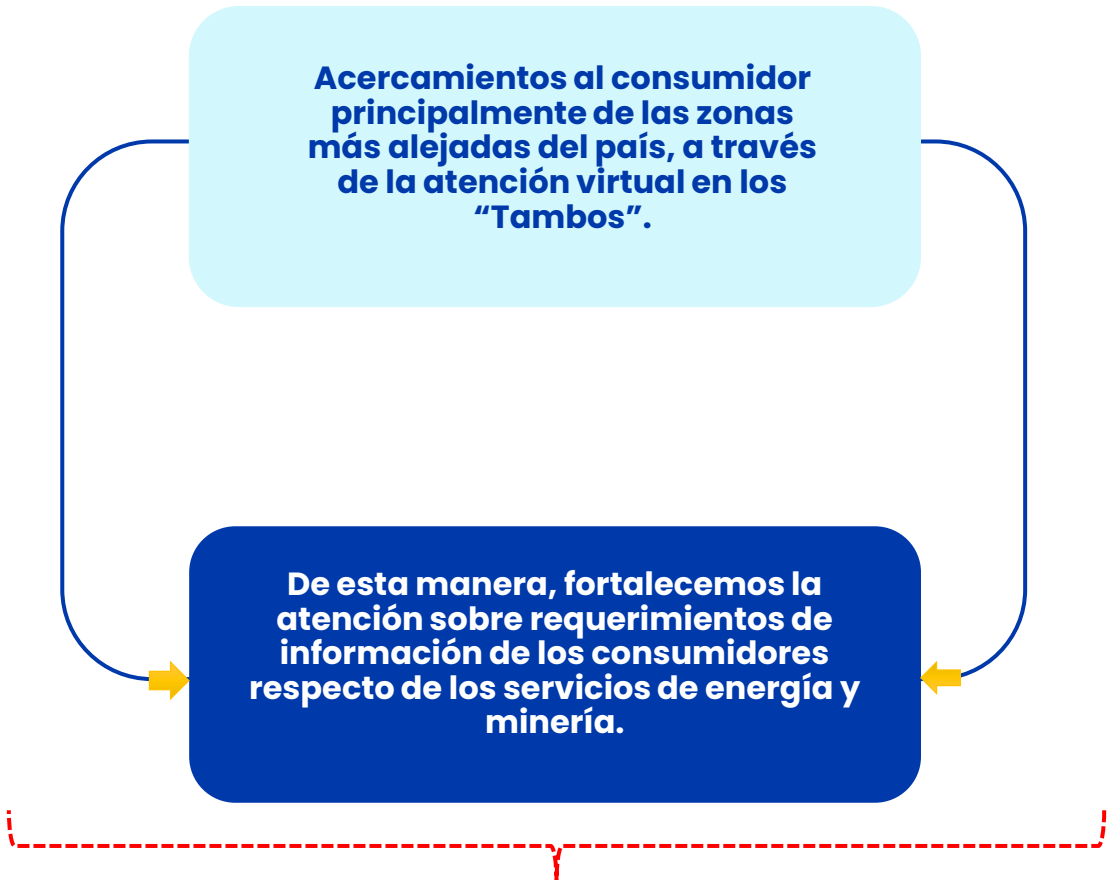 Acercamientos al consumidor
principalmente de las zonas
más alejadas del país, a través
de la atención virtual en los
“Tambos”.
De esta manera, fortalecemos la
atención sobre requerimientos de
información de los consumidores
respecto de los servicios de energía y
minería.